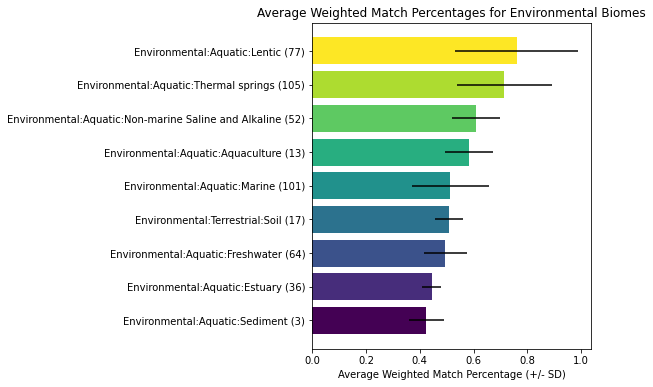 Average Weighted Match Percentages for Environmental Biomes
Environmental:Aquatic:Lentic (77)
Environmental:Aquatic:Thermal springs (105)
Environmental:Aquatic:Non-marine Saline and Alkaline (52)
Environmental:Aquatic:Aquaculture (13)
Environmental:Aquatic:Marine (101)
Environmental:Terrestrial:Soil (17)
Environmental:Aquatic:Freshwater (64)
Environmental:Aquatic:Estuary (36)
Environmental:Aquatic:Sediment (3)
0.0 0.2 0.4 0.6 0.8 1.0
Average Weighted Match Percentage (+/- SD)